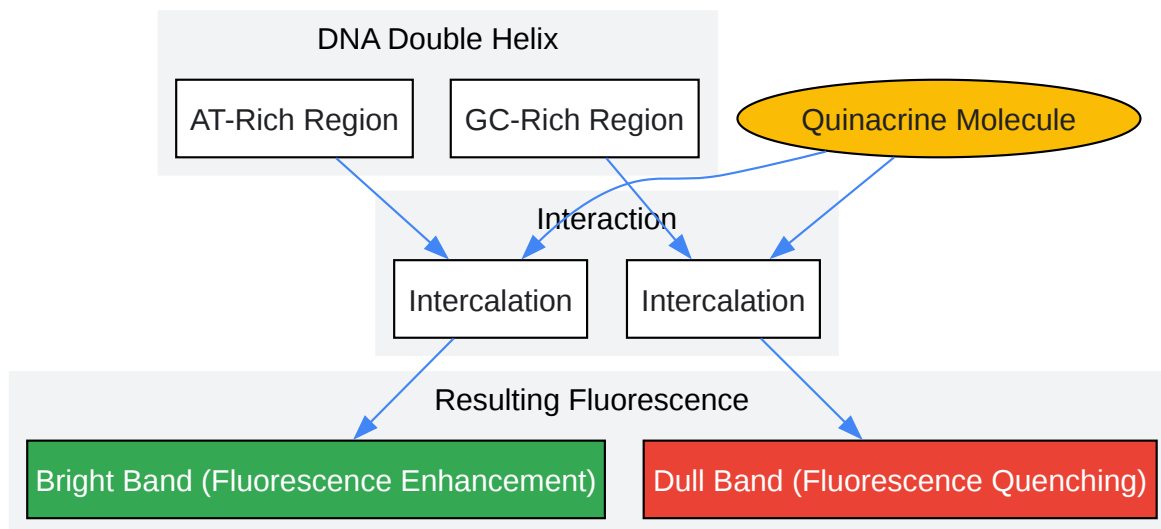 DNA Double Helix
AT-Rich Region
GC-Rich Region
Quinacrine Molecule
Interaction
Intercalation
Intercalation
Resulting Fluorescence
Bright Band (Fluorescence Enhancement)
Dull Band (Fluorescence Quenching)